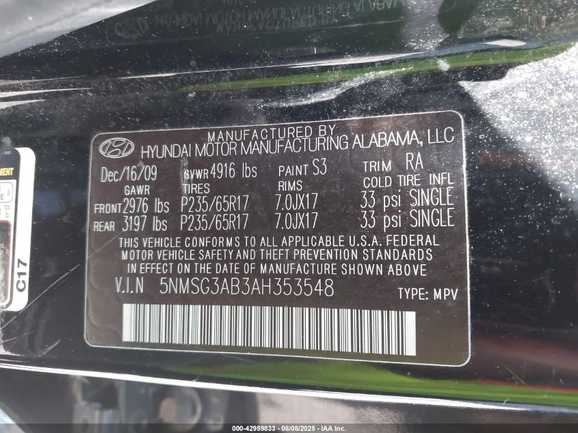 MANUFACTURED BY
HYUNDAI MOTOR MANUFACTURING ALABAMA, LLC
Dec/16/09 GVWR 4916 lbs PAINT S3 TRIM RA
GAWR TIRES RIMS COLD TIRE INFL
FRONT 2976 lbs P235/65R17 7.0JX17 33 psi SINGLE
REAR 3197 lbs P235/65R17 7.0JX17 33 psi SINGLE
THIS VEHICLE CONFORMS TO ALL APPLICABLE U.S.A. FEDERAL
MOTOR VEHICLE SAFETY AND THEFT PREVENTION STANDARDS
IN EFFECT ON THE DATE OF MANUFACTURE SHOWN ABOVE
V.I.N 5NMSG3AB3AH353548 TYPE: MPV
C17
000-42959833 - 08/08/2025 - IAA, Inc.